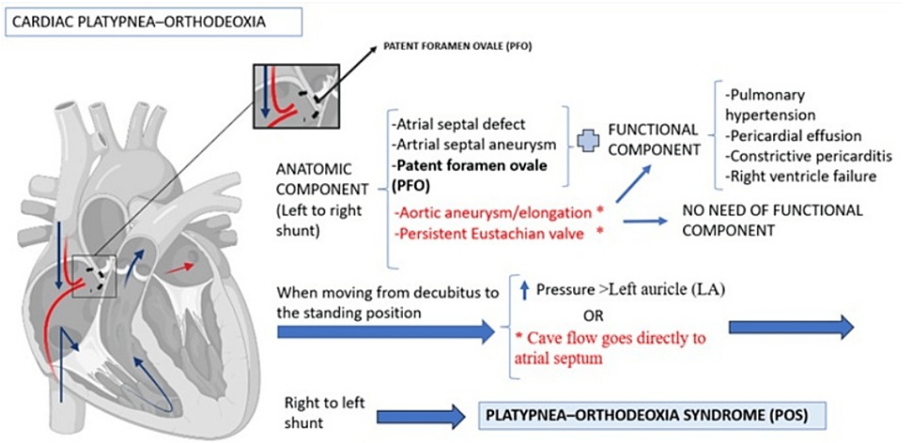 CARDIAC PLATYPNEA–ORTHODEOXIA
PATENT FORAMEN OVALE (PFO)
ANATOMIC
COMPONENT
(Left to right
shunt)
-Atrial septal defect
-Artrial septal aneurysm
-Patent foramen ovale
(PFO)
-Aortic aneurysm/elongation *
-Persistent Eustachian valve *
FUNCTIONAL
COMPONENT
-Pulmonary
hypertension
-Pericardial effusion
-Constrictive pericarditis
-Right ventricle failure
NO NEED OF FUNCTIONAL
COMPONENT
When moving from decubitus to
the standing position
Pressure >Left auricle (LA)
OR
* Cave flow goes directly to
atrial septum
Right to left
shunt
PLATYPNEA–ORTHODEOXIA SYNDROME (POS)